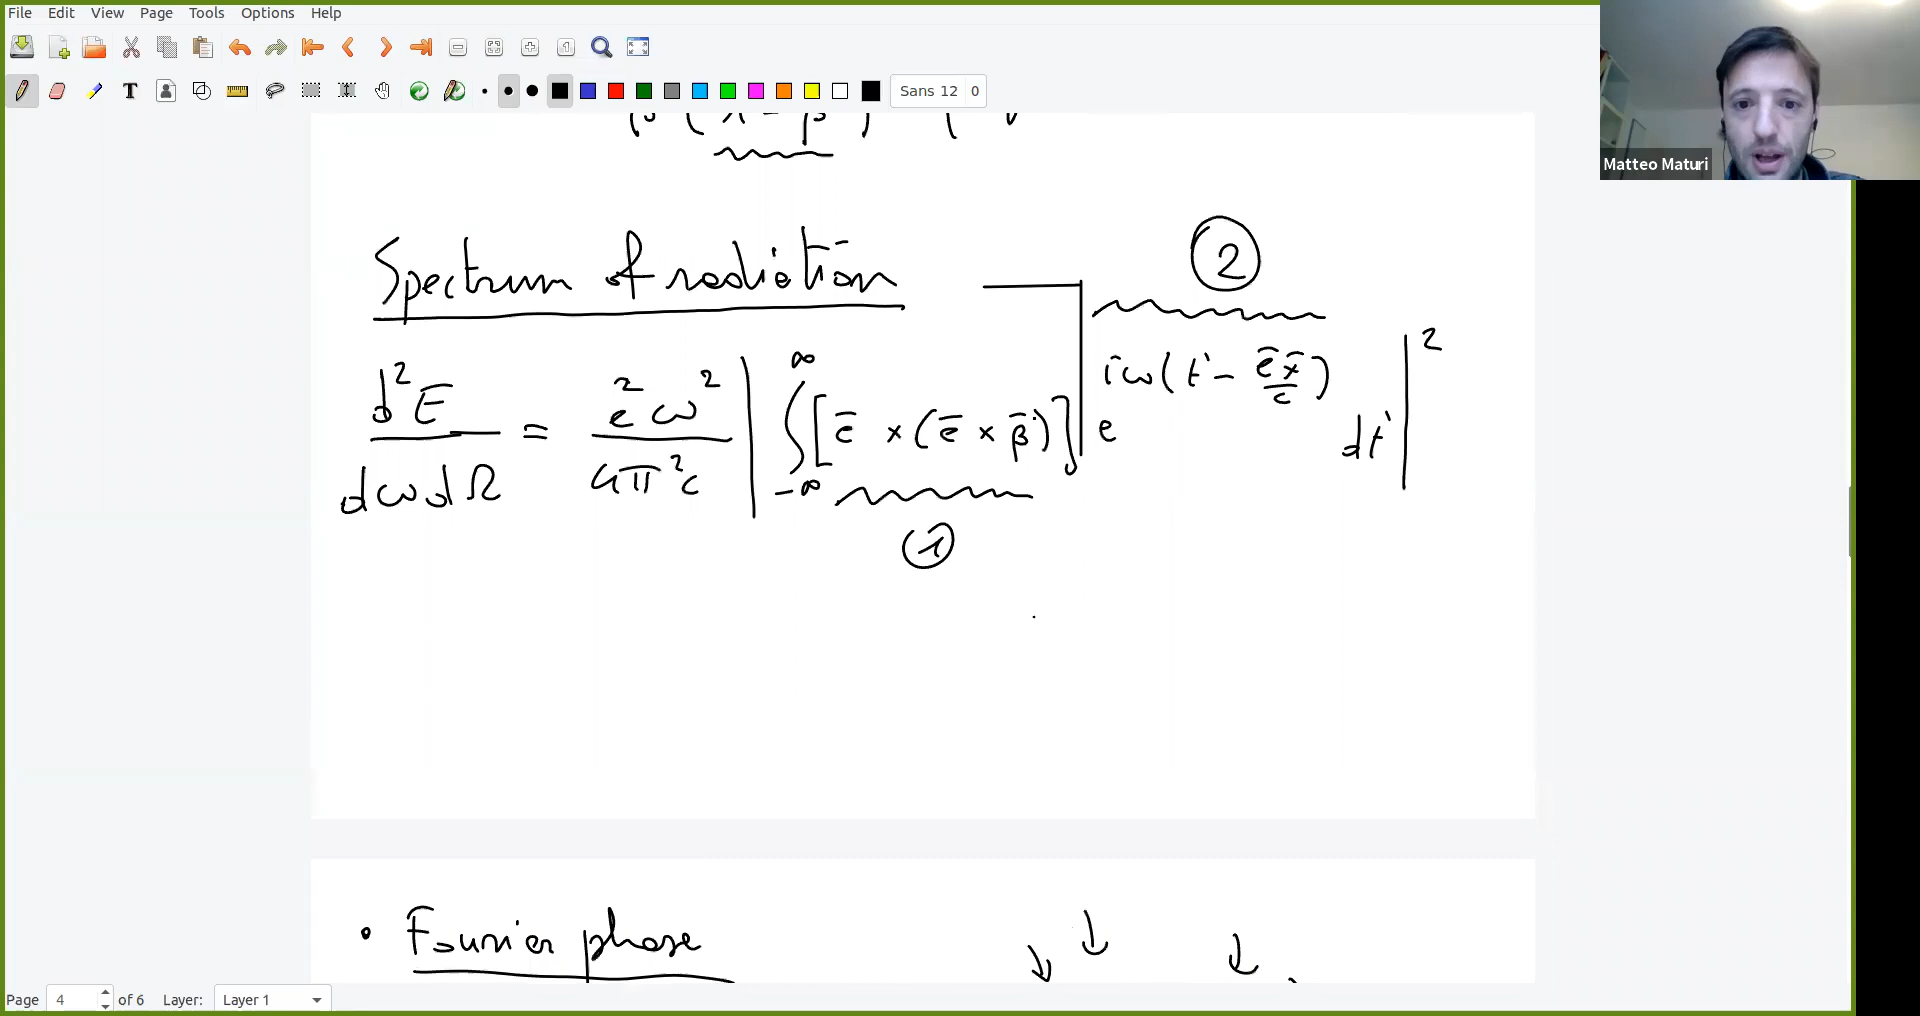 File Edit View Page Tools Options Help
Sans 12 0
Matteo Maturi
Spectrum of radiation
②
d²E / dωdΩ = e²ω² / 4π²c | ∫_{-∞}^{∞} [ē × (ē × β̄)] e^{iω(t' - ēx̄/c)} dt' |²
①
• Fourier phase
Page 4 of 6 Layer: Layer 1